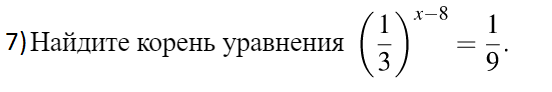 7)Найдите корень уравнения (1/3)^(x−8) = 1/9.